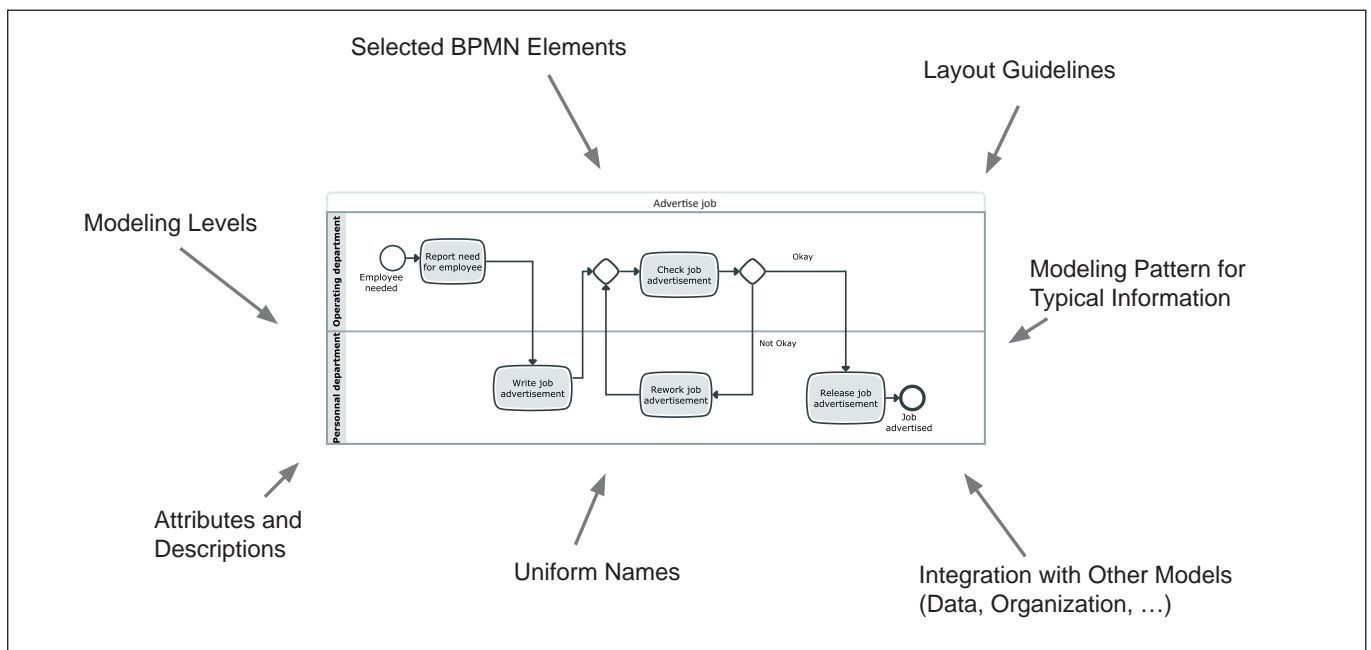 Selected BPMN Elements
Layout Guidelines
Modeling Levels
Advertise job
Operating department
Employee
needed
Report need
for employee
Check job
advertisement
Okay
Modeling Pattern for
Typical Information
Personnal department
Write job
advertisement
Rework job
advertisement
Not Okay
Release job
advertisement
Job
advertised
Attributes and
Descriptions
Uniform Names
Integration with Other Models
(Data, Organization, …)